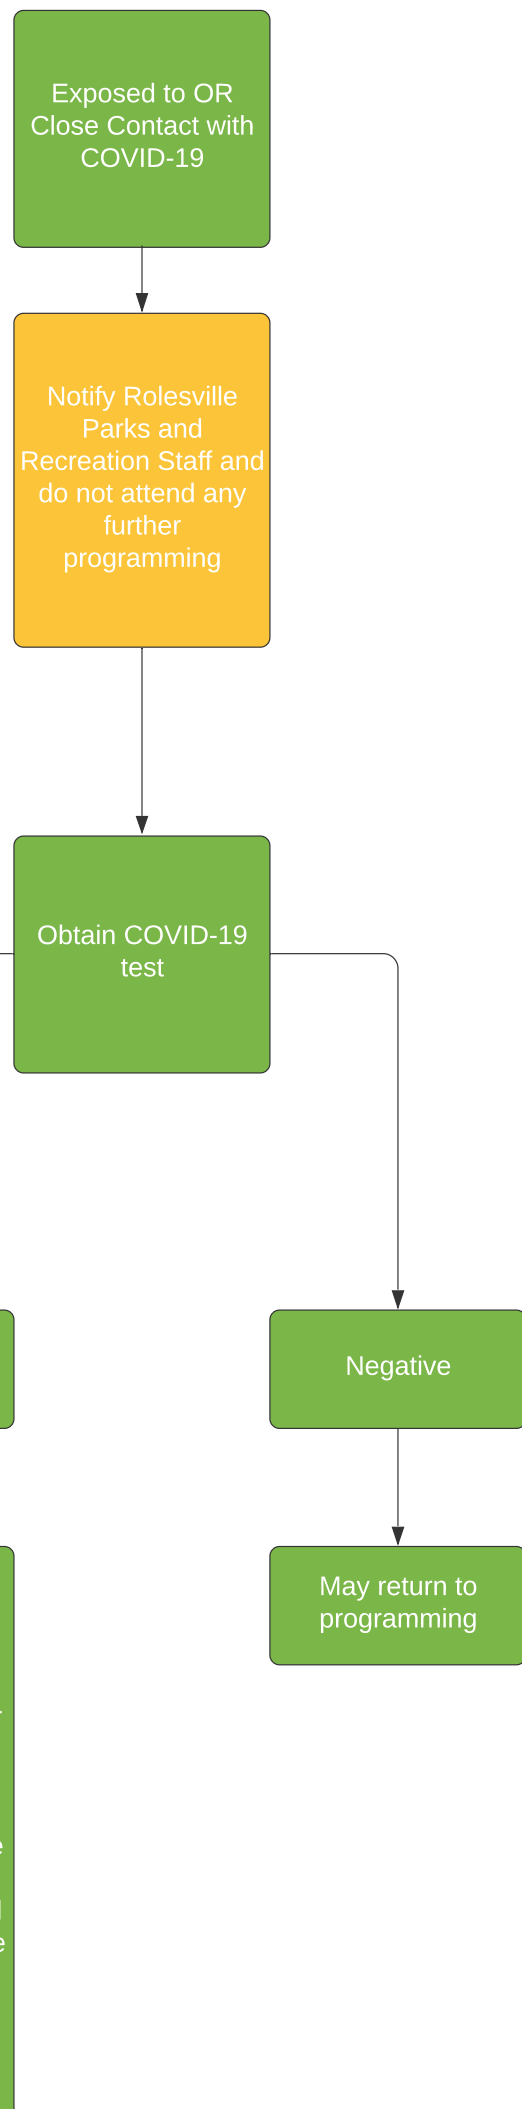 Exposed to OR
Close Contact with
COVID-19
Notify Rolesville
Parks and
Recreation Staff and
do not attend any
further
programming
Obtain COVID-19
test
Negative
May return to
programming